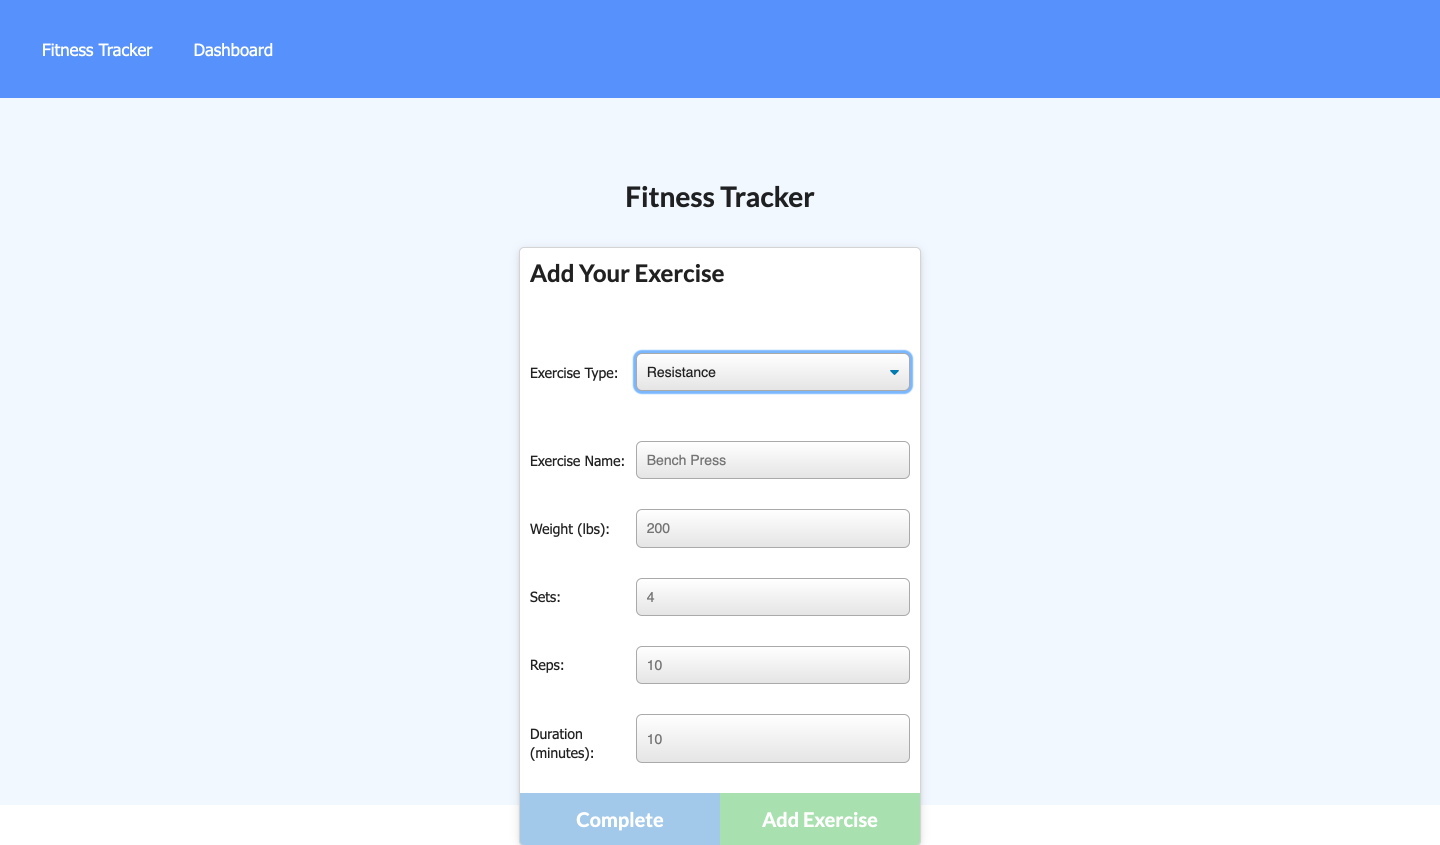 Fitness Tracker Dashboard
Fitness Tracker
Add Your Exercise
Exercise Type: Resistance
Exercise Name: Bench Press
Weight (lbs): 200
Sets: 4
Reps: 10
Duration
(minutes): 10
Complete Add Exercise